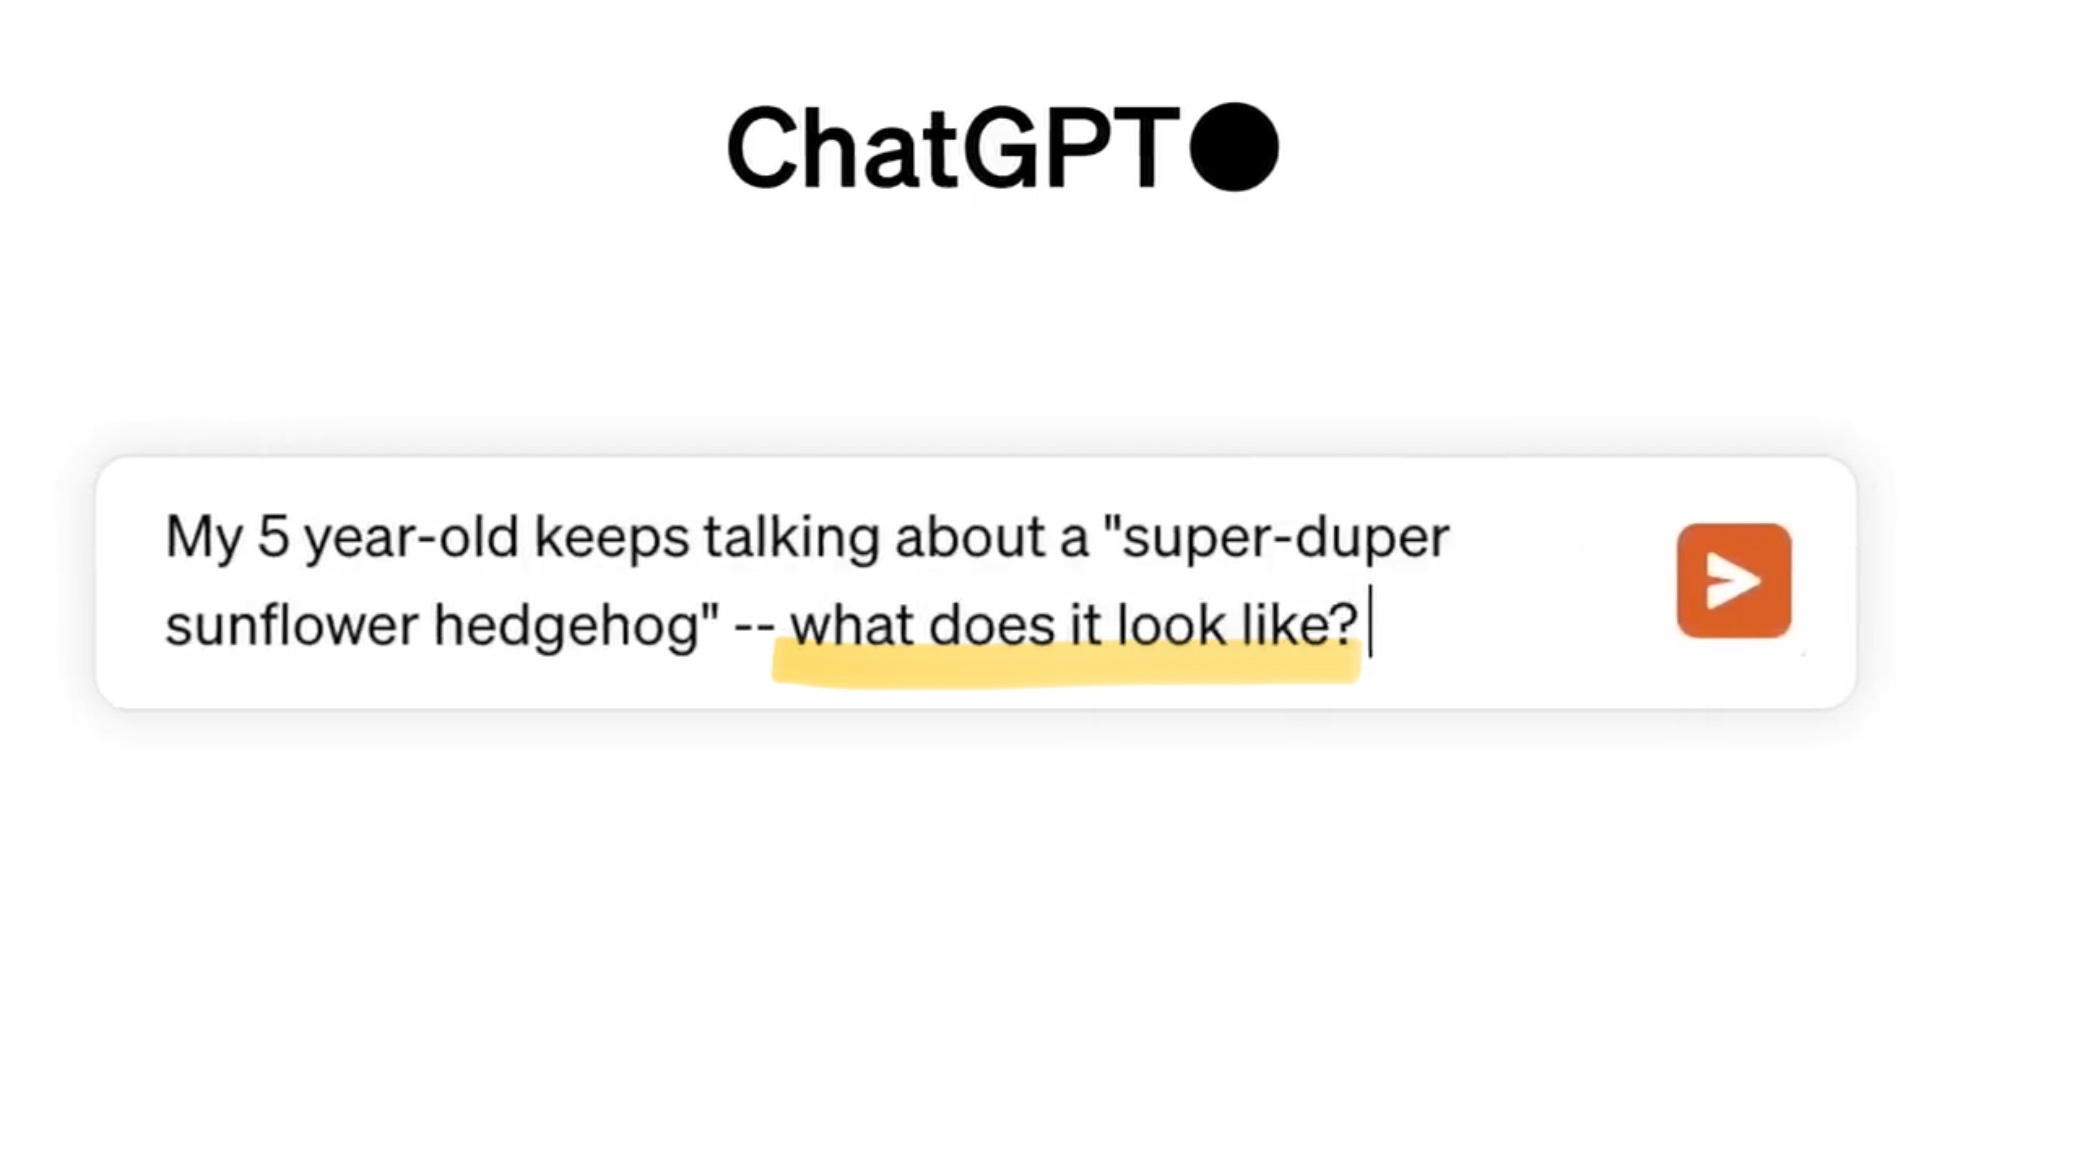 ChatGPT
My 5 year-old keeps talking about a "super-duper
sunflower hedgehog" -- what does it look like?